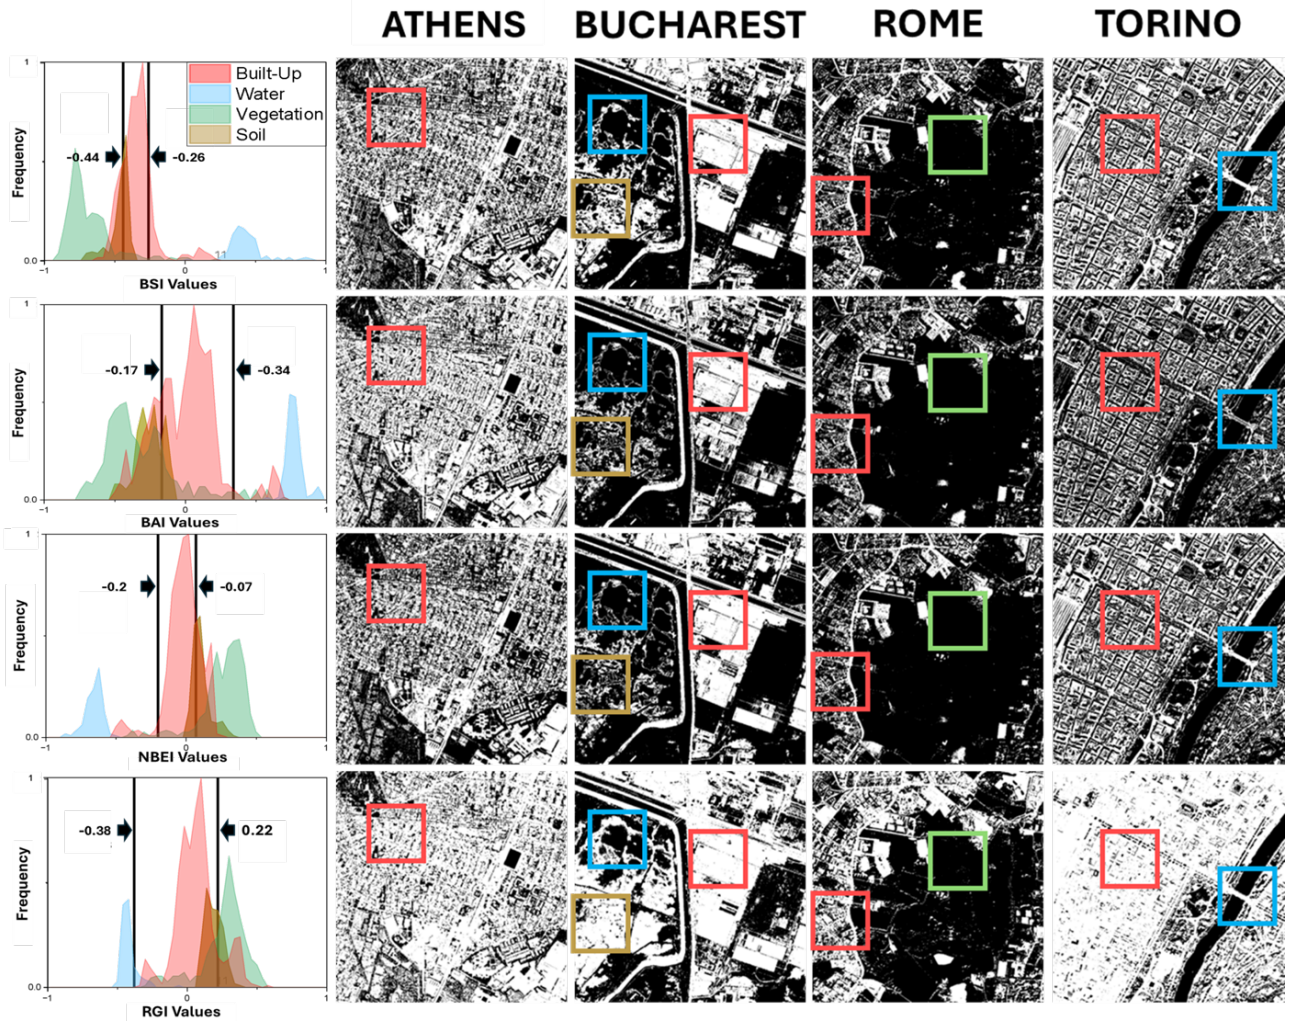 ATHENS BUCHAREST ROME TORINO
1
Built-Up
Water
Vegetation
Soil
Frequency
-0.44 -0.26
11
0.0
-1 0 1
BSI Values
1
Frequency
-0.17 -0.34
0.0
-1 0 1
BAI Values
1
Frequency
-0.2 -0.07
0.0
-1 0 1
NBEI Values
1
Frequency
-0.38 0.22
0.0
-1 0 1
RGI Values